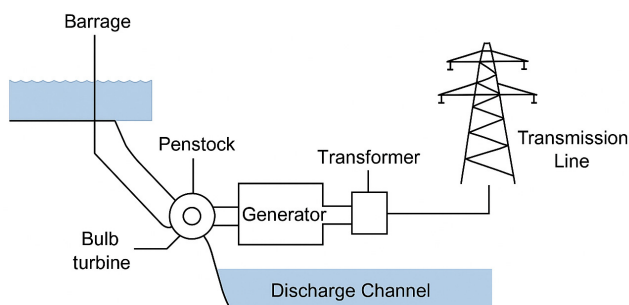 Barrage
Penstock
Transformer
Transmission
Line
Generator
Bulb
turbine
Discharge Channel